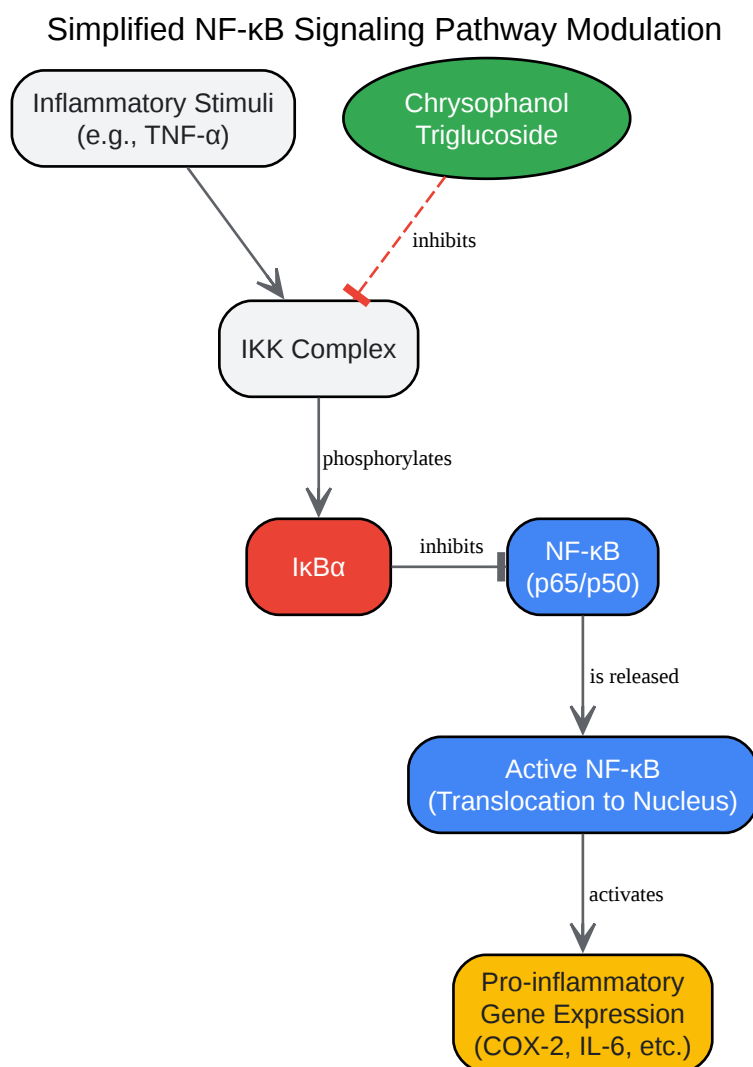 Simplified NF-κB Signaling Pathway Modulation
Inflammatory Stimuli
(e.g., TNF-α)
Chrysophanol
Triglucoside
inhibits
IKK Complex
phosphorylates
IκBα
inhibits
NF-κB
(p65/p50)
is released
Active NF-κB
(Translocation to Nucleus)
activates
Pro-inflammatory
Gene Expression
(COX-2, IL-6, etc.)